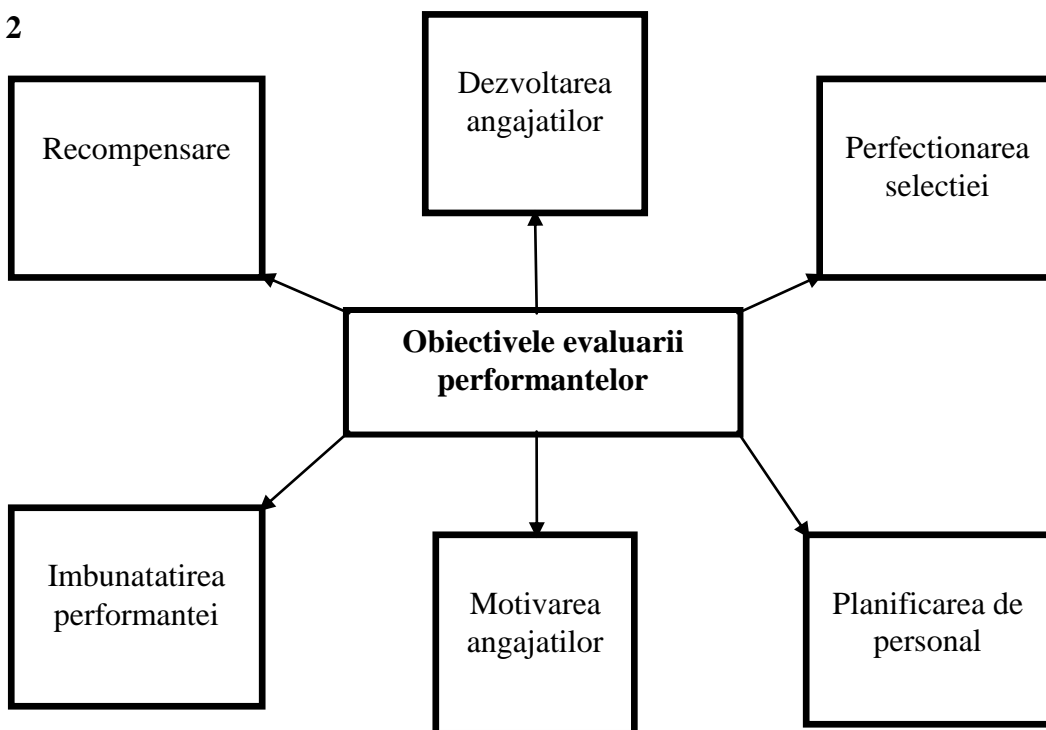 2
Dezvoltarea
angajatilor
Recompensare
Perfectionarea
selectiei
Obiectivele evaluarii
performantelor
Imbunatatirea
performantei
Motivarea
angajatilor
Planificarea de
personal